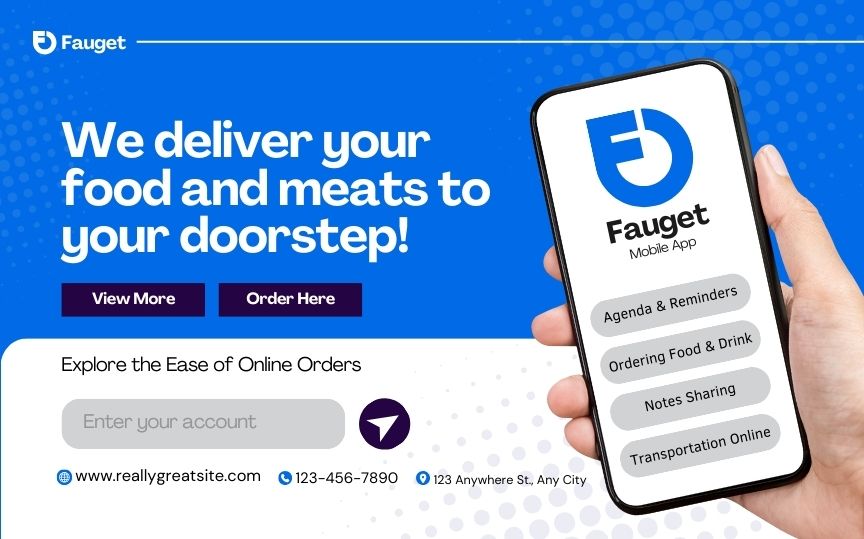 Fauget
We deliver your
food and meats to
your doorstep!
View More
Order Here
Explore the Ease of Online Orders
Enter your account
www.reallygreatsite.com
123-456-7890
123 Anywhere St., Any City
Fauget
Mobile App
Agenda & Reminders
Ordering Food & Drink
Notes Sharing
Transportation Online